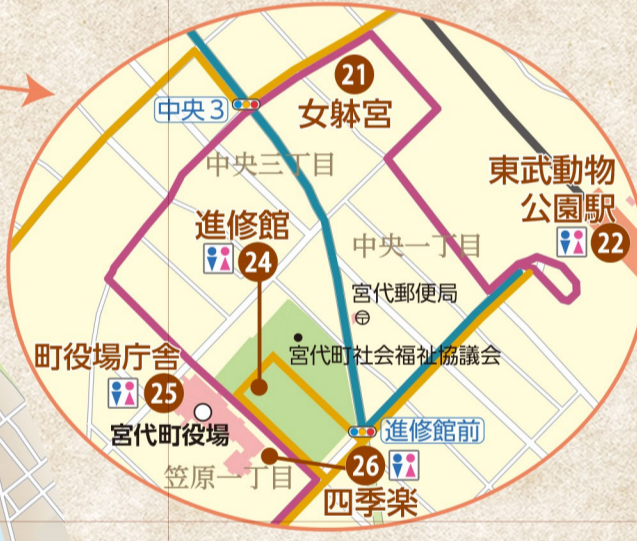 21
女躰宮
中央3
中央三丁目
東武動物
公園駅
22
進修館
24
中央一丁目
宮代郵便局
宮代町社会福祉協議会
町役場庁舎
25
宮代町役場
進修館前
笠原一丁目
26
四季楽